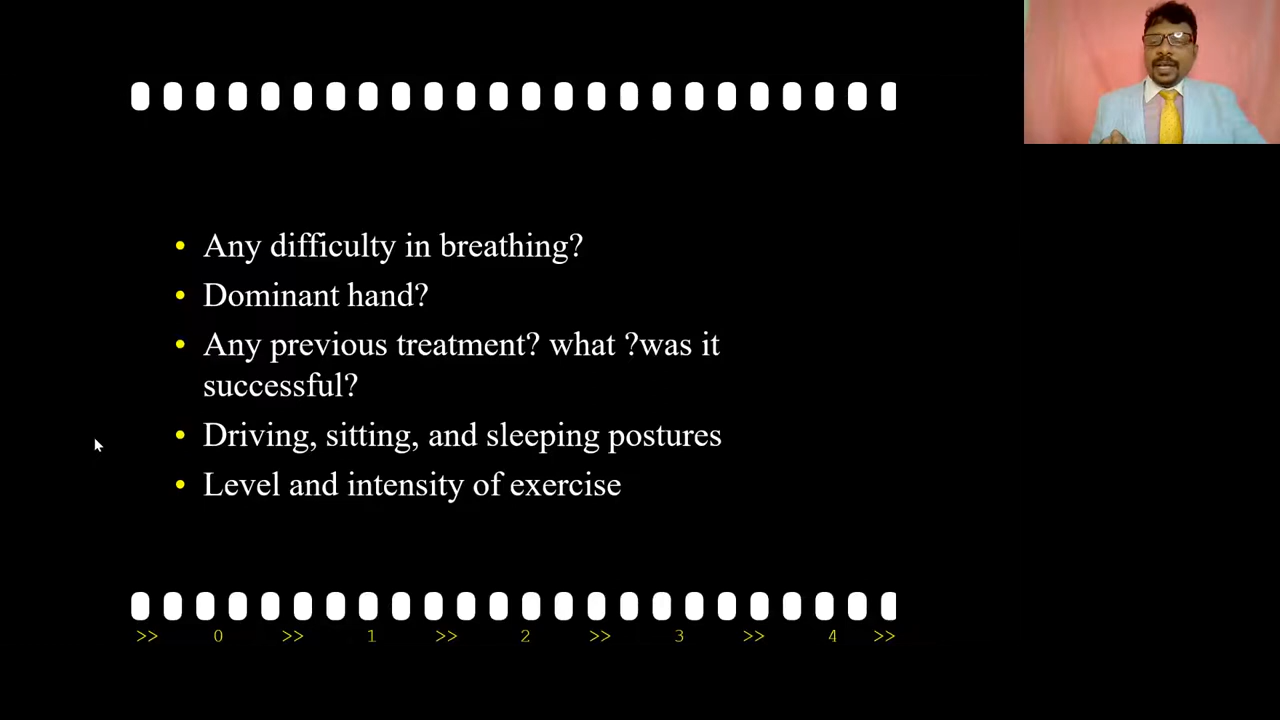 • Any difficulty in breathing?
• Dominant hand?
• Any previous treatment? what ?was it
successful?
• Driving, sitting, and sleeping postures
• Level and intensity of exercise
>> 0 >> 1 >> 2 >> 3 >> 4 >>